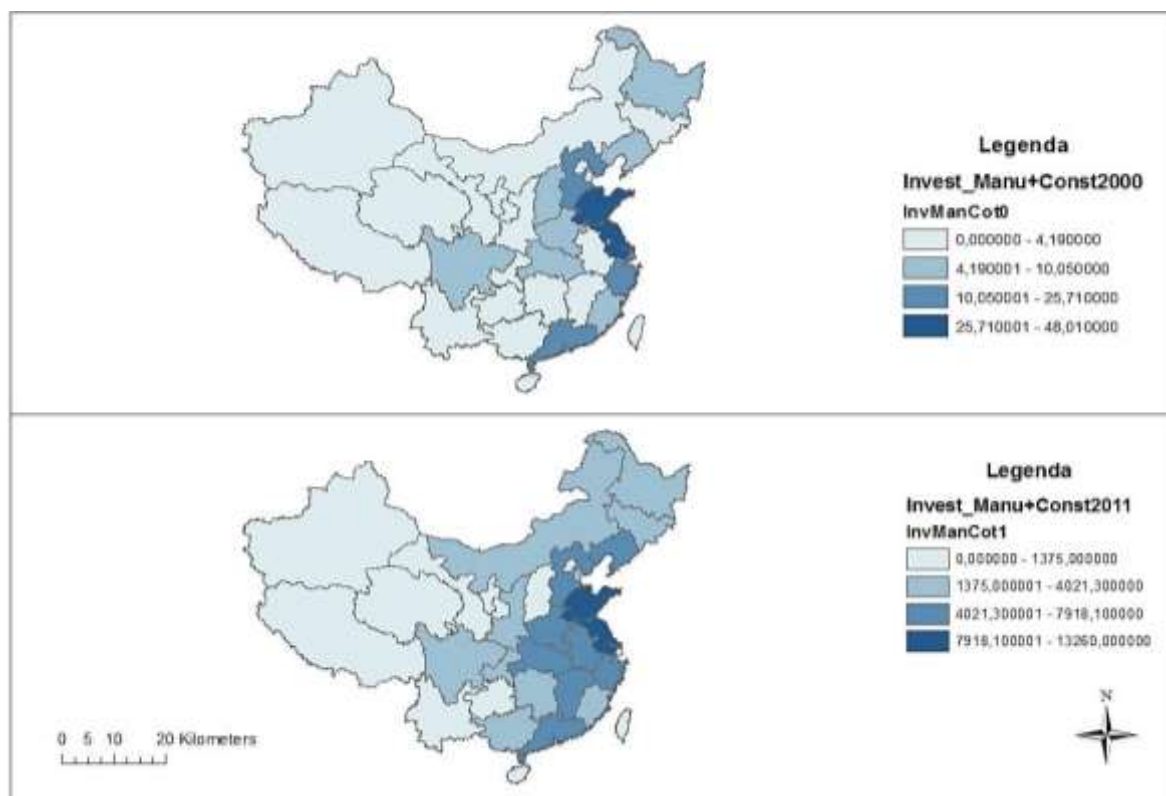 Legenda
Invest_Manu+Const2000
InvManCot0
0,000000 - 4,190000
4,190001 - 10,050000
10,050001 - 25,710000
25,710001 - 48,010000
Legenda
Invest_Manu+Const2011
InvManCot1
0,000000 - 1375,000000
1375,000001 - 4021,300000
4021,300001 - 7918,100000
7918,100001 - 13260,000000
N
0 5 10 20 Kilometers